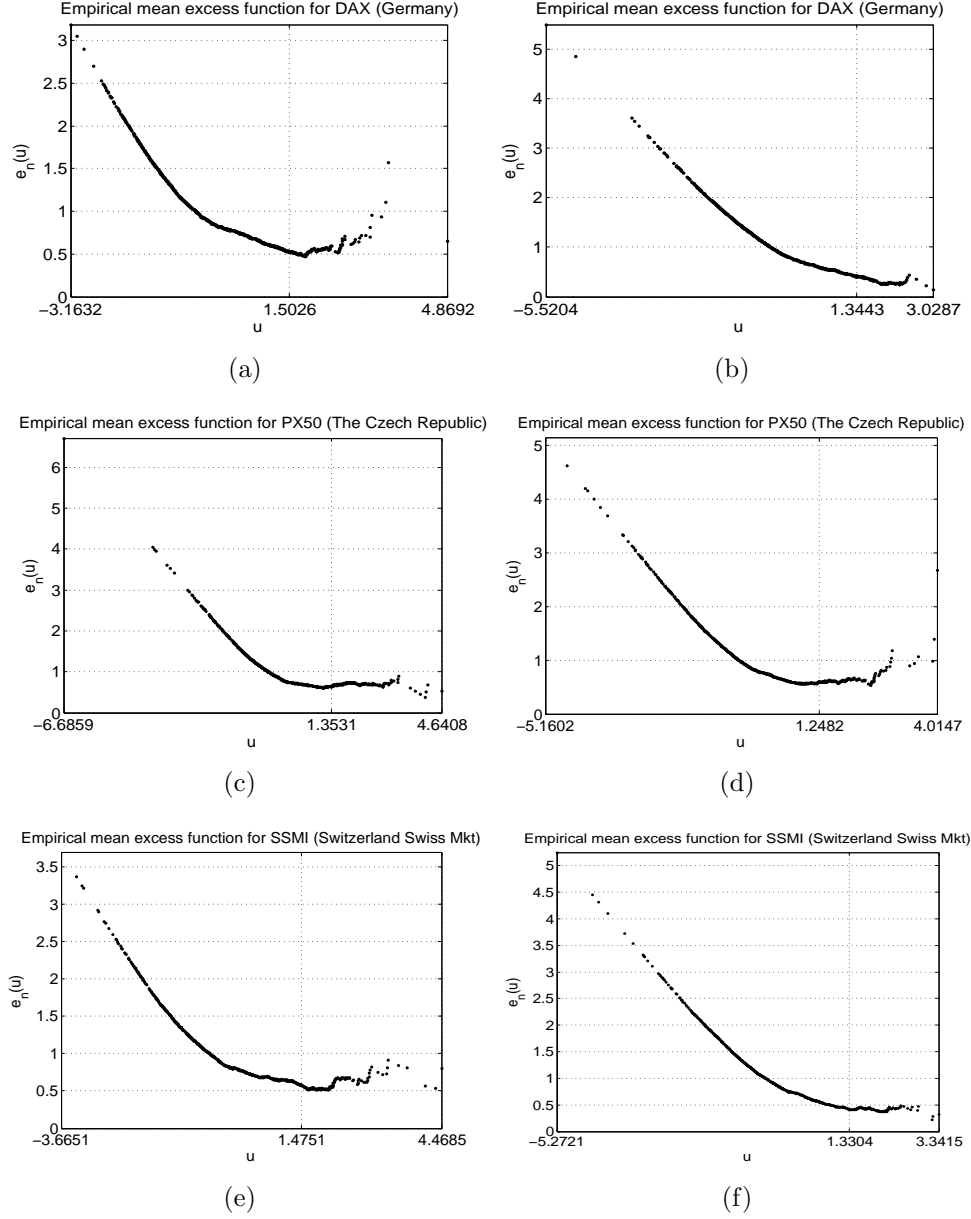 Empirical mean excess function for DAX (Germany)
3
2.5
2
1.5
1
0.5
0
e_n(u)
−3.1632
1.5026
4.8692
u
(a)
Empirical mean excess function for DAX (Germany)
5
4
3
2
1
0
e_n(u)
−5.5204
1.3443
3.0287
u
(b)
Empirical mean excess function for PX50 (The Czech Republic)
6
5
4
3
2
1
0
e_n(u)
−6.6859
1.3531
4.6408
u
(c)
Empirical mean excess function for PX50 (The Czech Republic)
5
4
3
2
1
0
e_n(u)
−5.1602
1.2482
4.0147
u
(d)
Empirical mean excess function for SSMI (Switzerland Swiss Mkt)
3.5
3
2.5
2
1.5
1
0.5
0
e_n(u)
−3.6651
1.4751
4.4685
u
(e)
Empirical mean excess function for SSMI (Switzerland Swiss Mkt)
5
4.5
4
3.5
3
2.5
2
1.5
1
0.5
0
e_n(u)
−5.2721
1.3304
3.3415
u
(f)